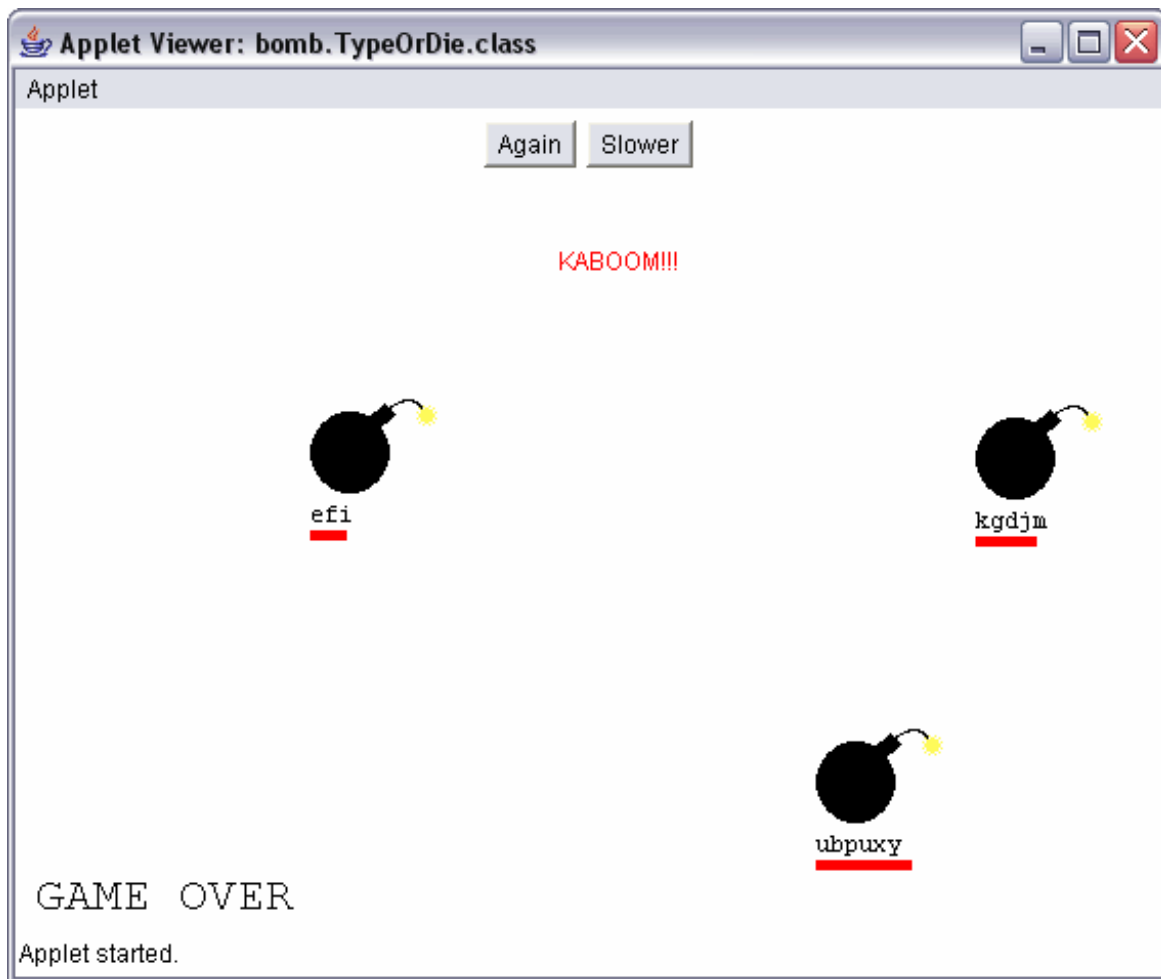 Applet Viewer: bomb.TypeOrDie.class
Applet
Again Slower
KABOOM!!!
efi
kgdjm
ubpuxy
GAME OVER
Applet started.